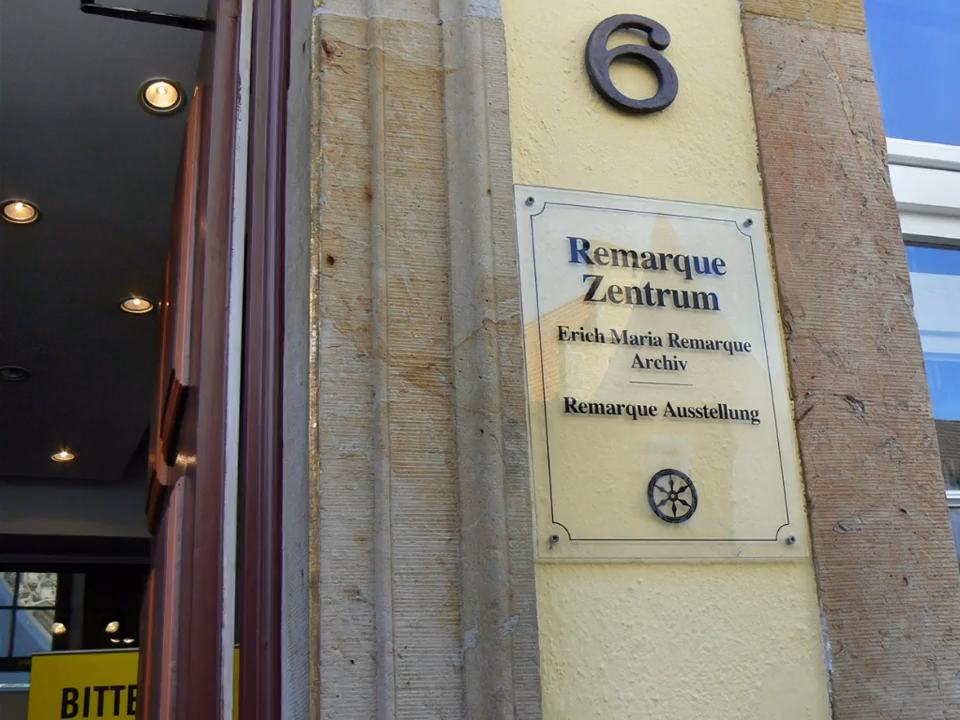 6
Remarque
Zentrum
Erich Maria Remarque
Archiv
Remarque Ausstellung
BITTE